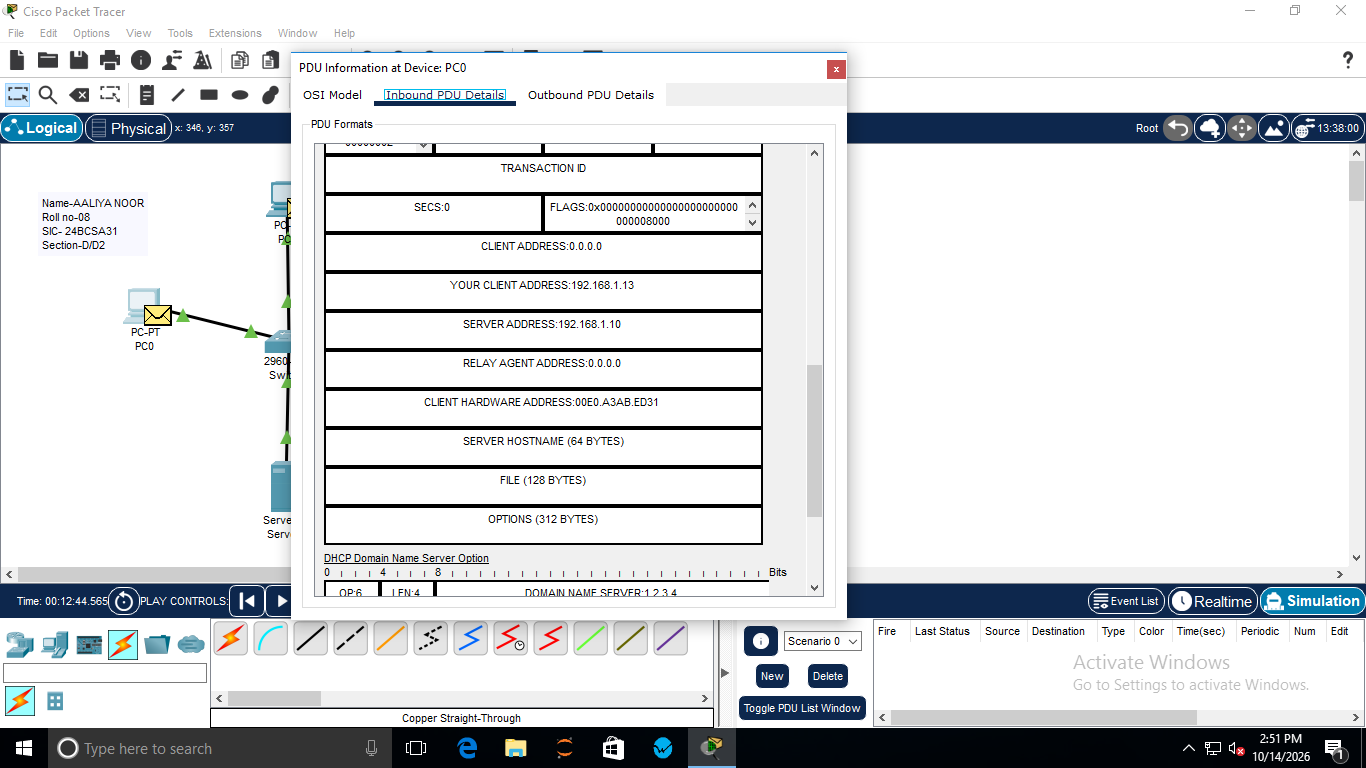 Cisco Packet Tracer
File Edit Options View Tools Extensions Window Help
PDU Information at Device: PC0
x
OSI Model Inbound PDU Details Outbound PDU Details
?
Logical Physical x: 346, y: 357
Root 13:38:00
PDU Formats
TRANSACTION ID
SECS:0 FLAGS:0x00000000000000000000000
000008000
CLIENT ADDRESS:0.0.0.0
YOUR CLIENT ADDRESS:192.168.1.13
SERVER ADDRESS:192.168.1.10
RELAY AGENT ADDRESS:0.0.0.0
CLIENT HARDWARE ADDRESS:00E0.A3AB.ED31
SERVER HOSTNAME (64 BYTES)
FILE (128 BYTES)
OPTIONS (312 BYTES)
DHCP Domain Name Server Option
0 4 8 Bits
OP:6 LEN:4 DOMAIN NAME SERVER:1.2.3.4
Name-AALIYA NOOR
Roll no-08
SIC- 24BCSA31
Section-D/D2
PC-
PC
PC-PT
PC0
2960-
Swi
Serve
Serv
Time: 00:12:44.565 PLAY CONTROLS:
Event List Realtime Simulation
Scenario 0
New Delete
Toggle PDU List Window
Fire Last Status Source Destination Type Color Time(sec) Periodic Num Edit
Activate Windows
Go to Settings to activate Windows.
Copper Straight-Through
Type here to search
2:51 PM
10/14/2026
1